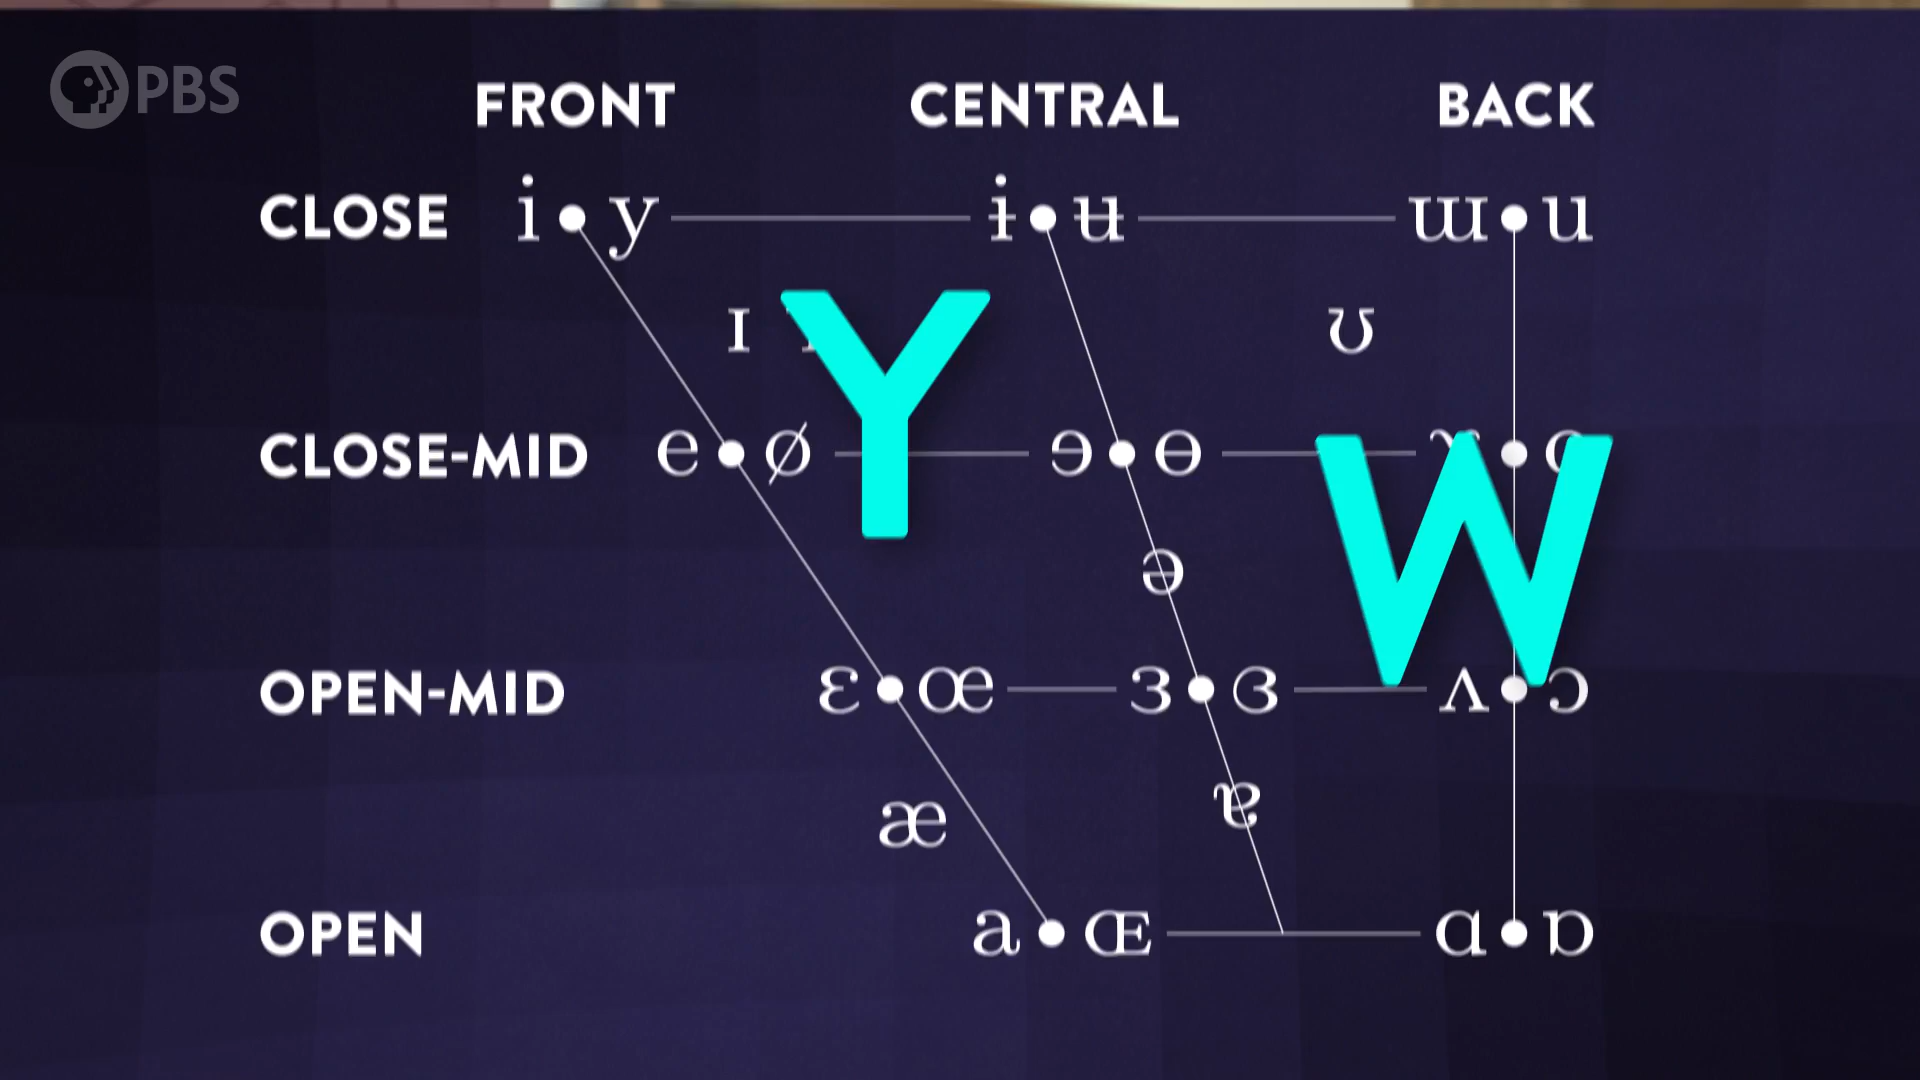 PBS
FRONT CENTRAL BACK
CLOSE i y ɨ ʉ ɯ u
ɪ ʊ
Y
CLOSE-MID e ø ɘ ɵ
W
ə
OPEN-MID ɛ œ ɜ ɞ ʌ ɔ
æ ɐ
OPEN a ɶ ɑ ɒ